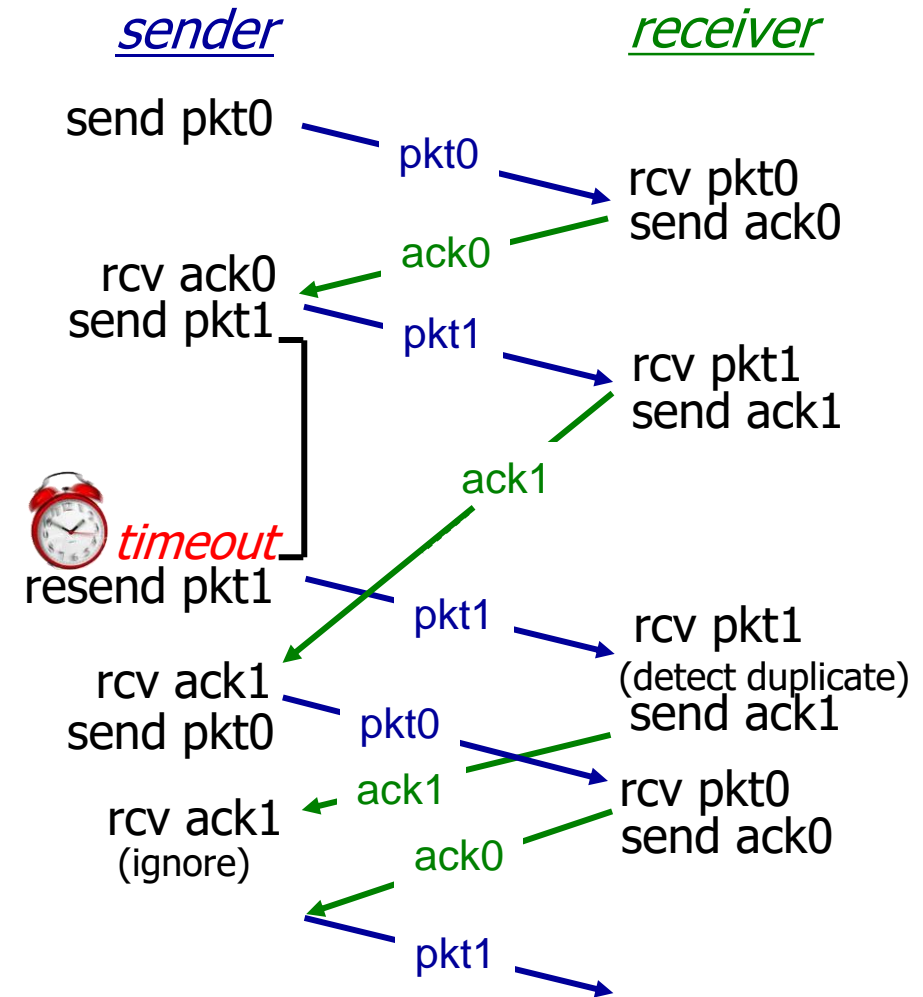 sender
receiver
send pkt0
pkt0
rcv pkt0
send ack0
ack0
rcv ack0
send pkt1
pkt1
rcv pkt1
send ack1
ack1
timeout
resend pkt1
pkt1
rcv pkt1
(detect duplicate)
send ack1
rcv ack1
send pkt0
pkt0
ack1
rcv pkt0
send ack0
rcv ack1
(ignore)
ack0
pkt1